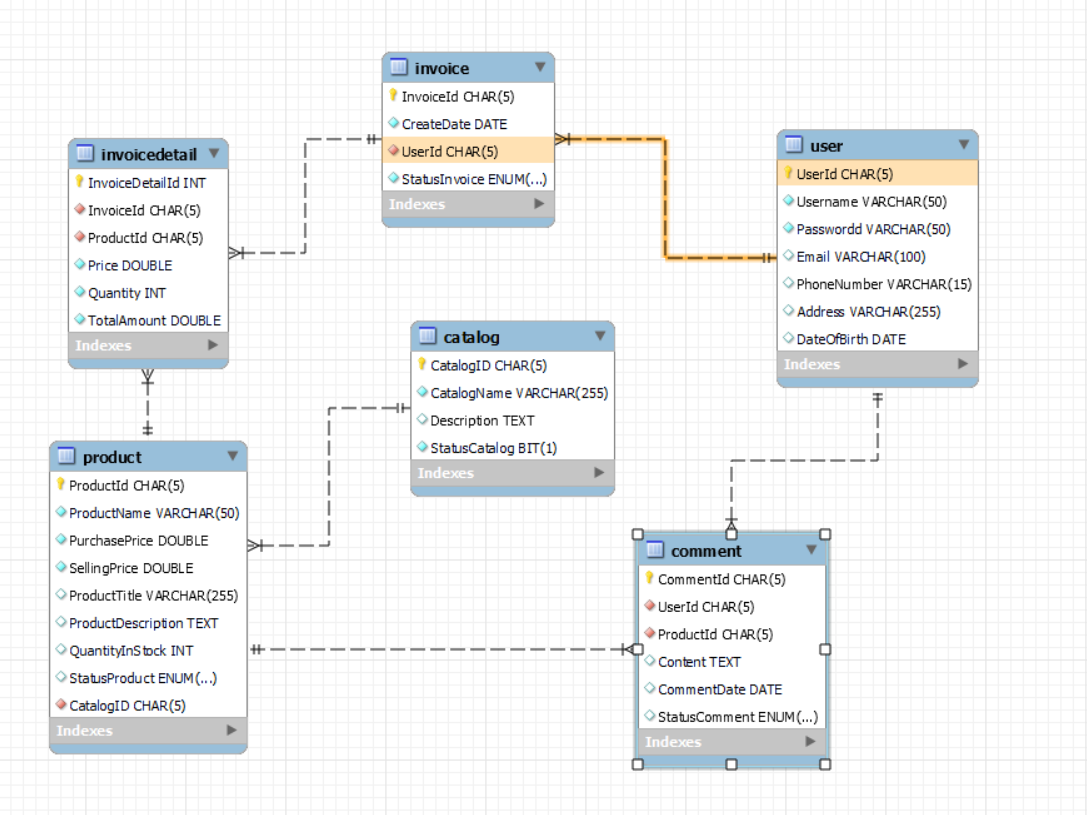 invoice
InvoiceId CHAR(5)
CreateDate DATE
UserId CHAR(5)
StatusInvoice ENUM(...)
Indexes
invoicedetail
InvoiceDetailId INT
InvoiceId CHAR(5)
ProductId CHAR(5)
Price DOUBLE
Quantity INT
TotalAmount DOUBLE
Indexes
user
UserId CHAR(5)
Username VARCHAR(50)
Passwordd VARCHAR(50)
Email VARCHAR(100)
PhoneNumber VARCHAR(15)
Address VARCHAR(255)
DateOfBirth DATE
Indexes
catalog
CatalogID CHAR(5)
CatalogName VARCHAR(255)
Description TEXT
StatusCatalog BIT(1)
Indexes
product
ProductId CHAR(5)
ProductName VARCHAR(50)
PurchasePrice DOUBLE
SellingPrice DOUBLE
ProductTitle VARCHAR(255)
ProductDescription TEXT
QuantityInStock INT
StatusProduct ENUM(...)
CatalogID CHAR(5)
Indexes
comment
CommentId CHAR(5)
UserId CHAR(5)
ProductId CHAR(5)
Content TEXT
CommentDate DATE
StatusComment ENUM(...)
Indexes